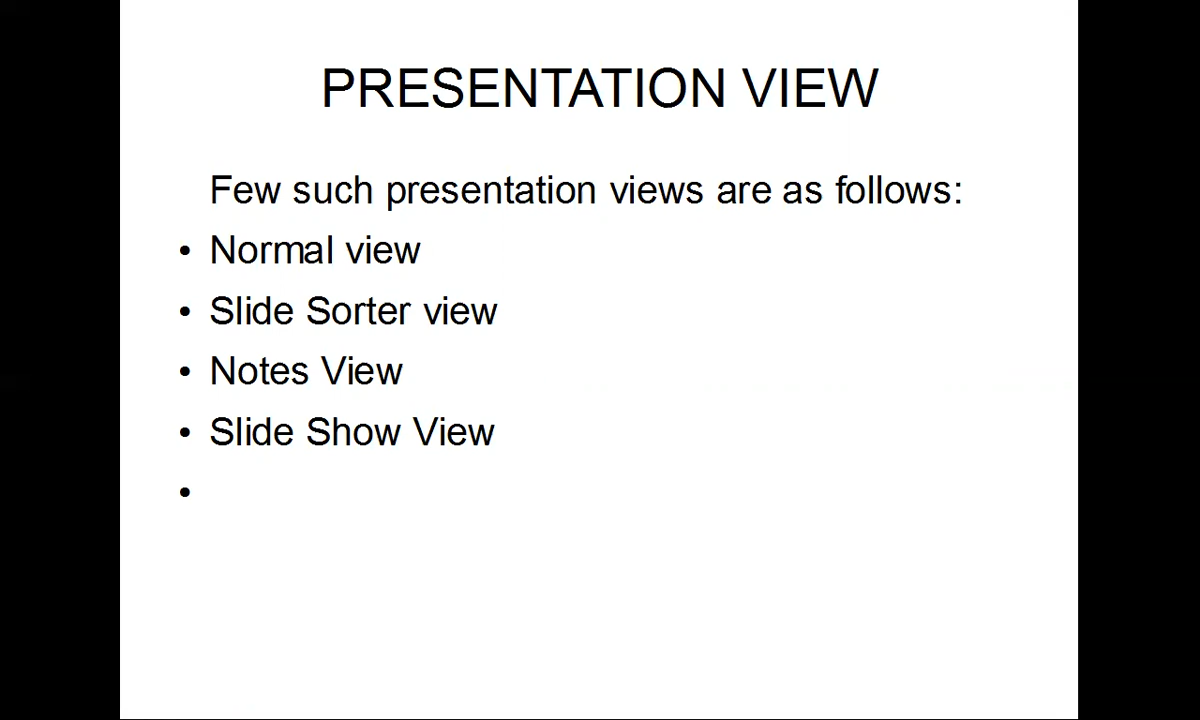 PRESENTATION VIEW
Few such presentation views are as follows:
• Normal view
• Slide Sorter view
• Notes View
• Slide Show View
•